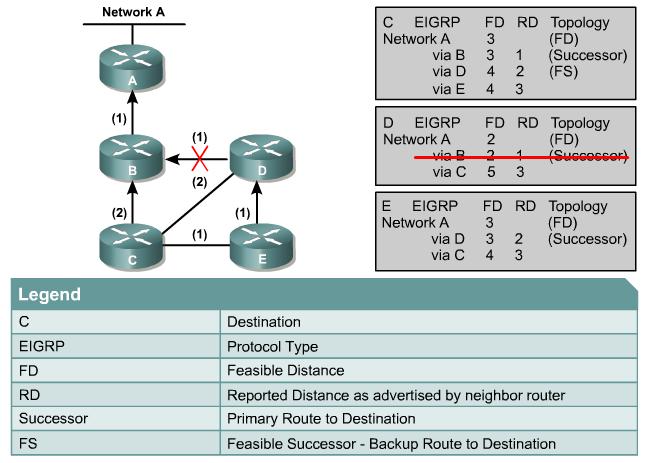 Network A
A
(1)
(1)
B
D
(2)
(2)
(1)
(1)
C
E
C EIGRP FD RD Topology
Network A 3 (FD)
via B 3 1 (Successor)
via D 4 2 (FS)
via E 4 3
D EIGRP FD RD Topology
Network A 2 (FD)
via B 2 1 (Successor)
via C 5 3
E EIGRP FD RD Topology
Network A 3 (FD)
via D 3 2 (Successor)
via C 4 3
Legend
C Destination
EIGRP Protocol Type
FD Feasible Distance
RD Reported Distance as advertised by neighbor router
Successor Primary Route to Destination
FS Feasible Successor - Backup Route to Destination